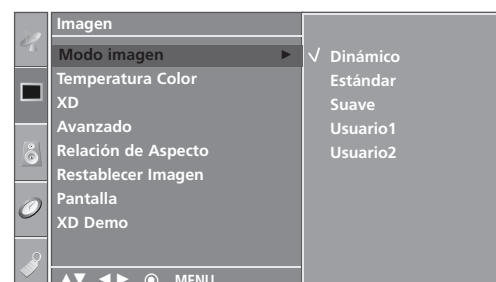 Imagen
Modo imagen ►
Temperatura Color
XD
Avanzado
Relación de Aspecto
Restablecer Imagen
Pantalla
XD Demo
▲▼ ◄► ⊙ MENU
√ Dinámico
Estándar
Suave
Usuario1
Usuario2